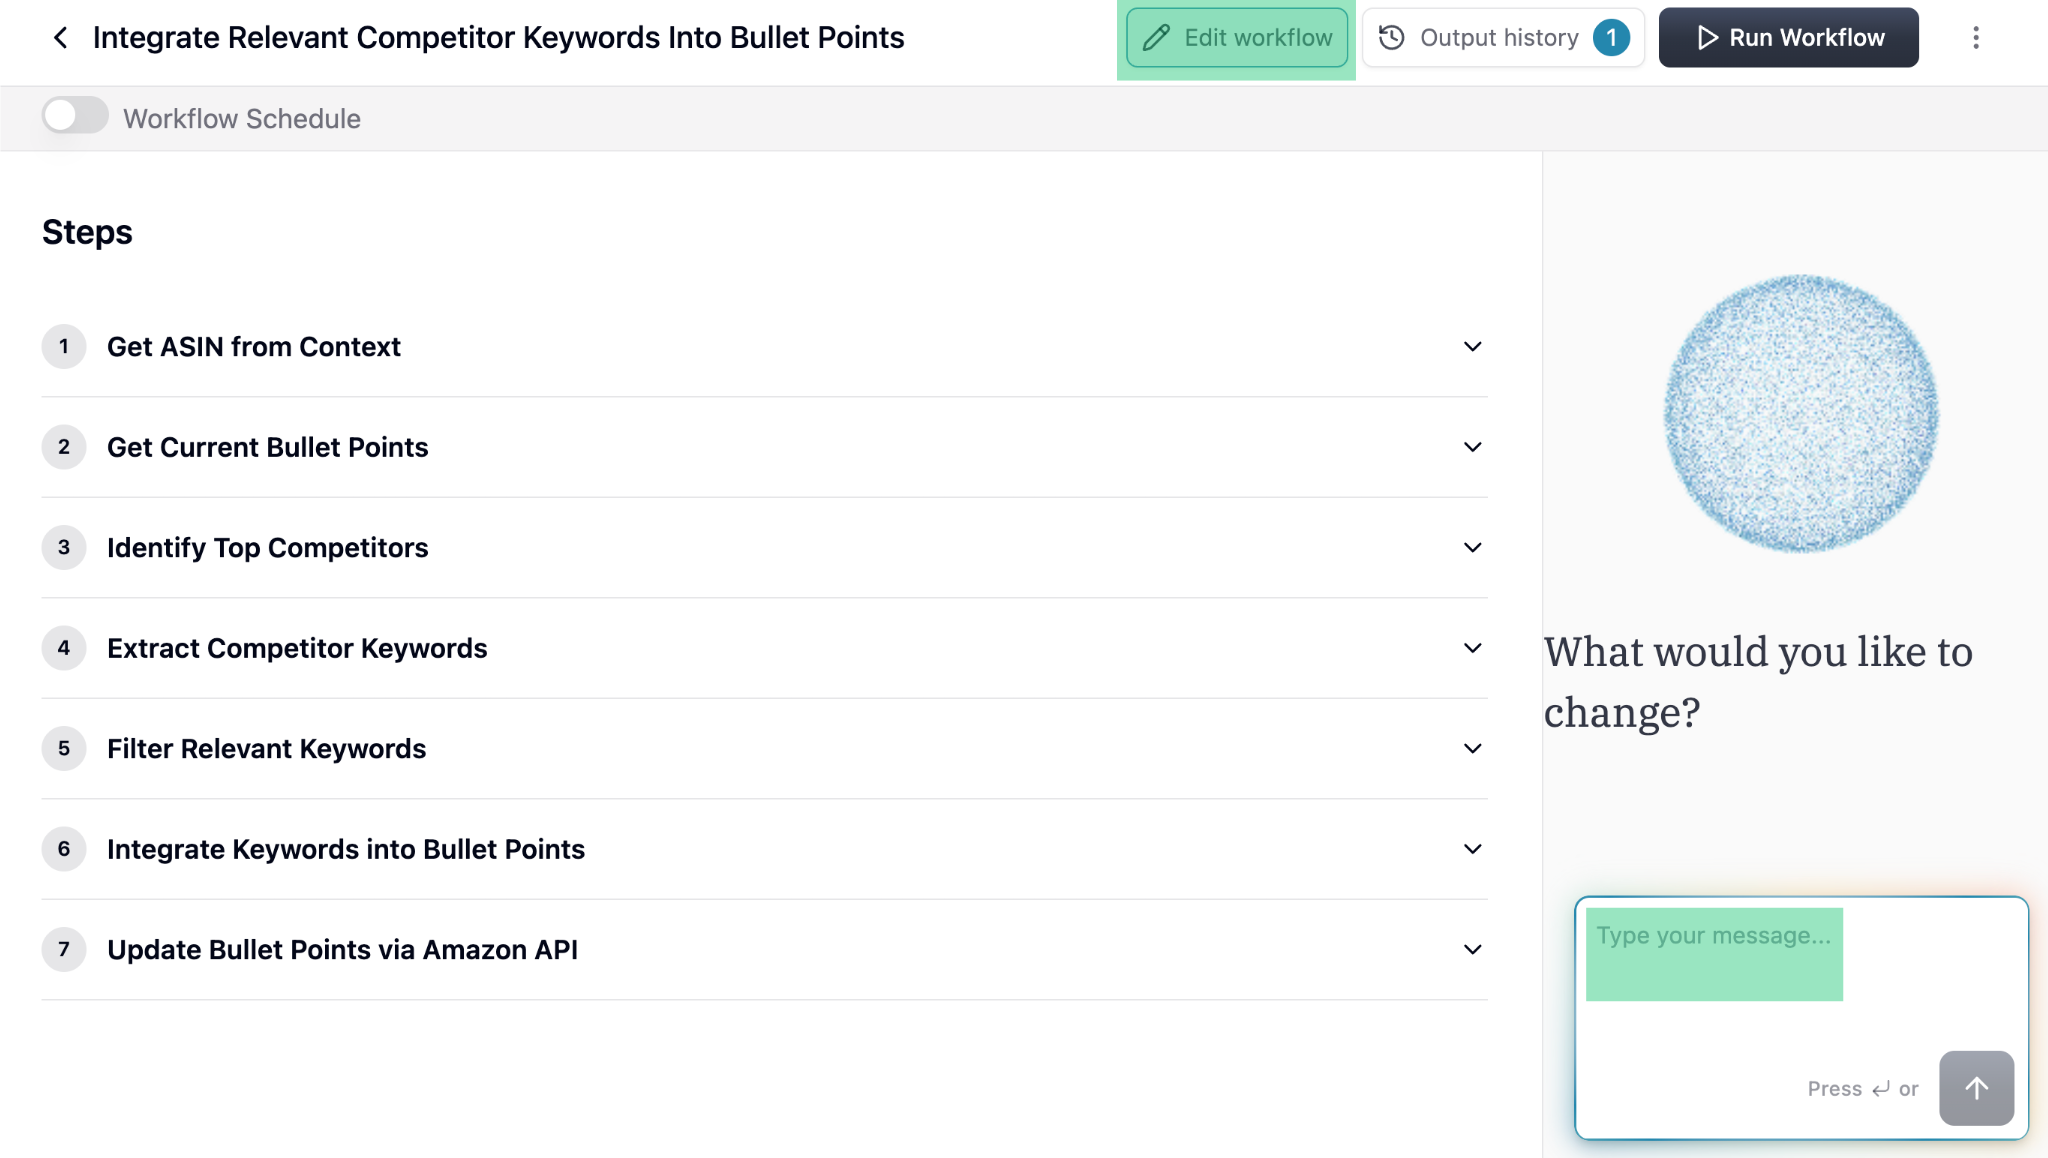 Integrate Relevant Competitor Keywords Into Bullet Points
Edit workflow
Output history 1
Run Workflow
Workflow Schedule
Steps
1 Get ASIN from Context
2 Get Current Bullet Points
3 Identify Top Competitors
4 Extract Competitor Keywords
5 Filter Relevant Keywords
6 Integrate Keywords into Bullet Points
7 Update Bullet Points via Amazon API
What would you like to
change?
Type your message...
Press ↵ or